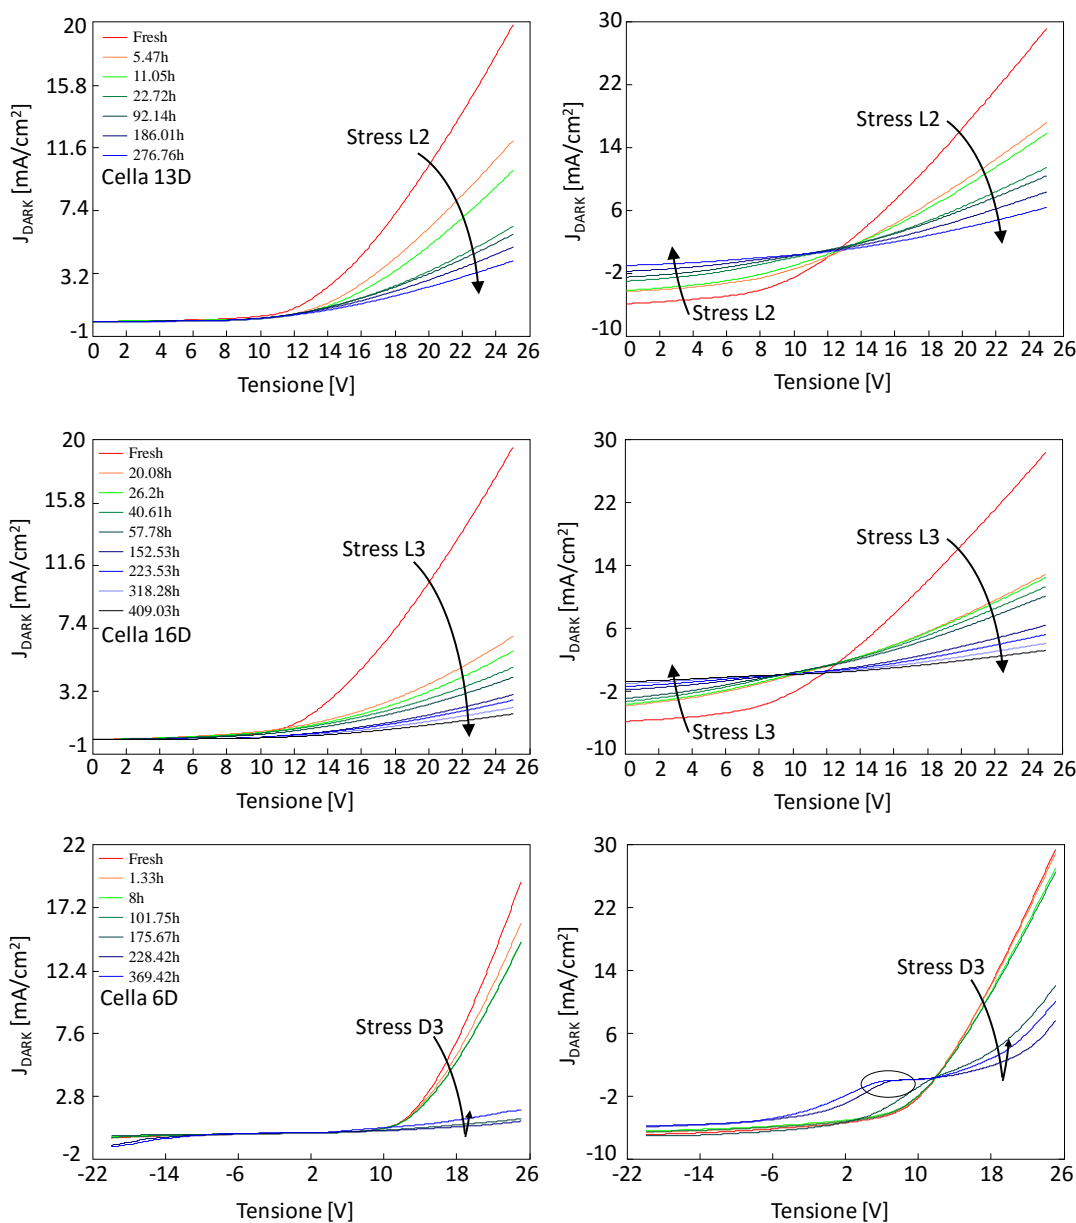 20
15.8
11.6
7.4
3.2
-1
J_DARK [mA/cm²]
Fresh
5.47h
11.05h
22.72h
92.14h
186.01h
276.76h
Cella 13D
Stress L2
0 2 4 6 8 10 12 14 16 18 20 22 24 26
Tensione [V]
30
22
14
6
-2
-10
J_DARK [mA/cm²]
Stress L2
Stress L2
0 2 4 6 8 10 12 14 16 18 20 22 24 26
Tensione [V]
20
15.8
11.6
7.4
3.2
-1
J_DARK [mA/cm²]
Fresh
20.08h
26.2h
40.61h
57.78h
152.53h
223.53h
318.28h
409.03h
Cella 16D
Stress L3
0 2 4 6 8 10 12 14 16 18 20 22 24 26
Tensione [V]
30
22
14
6
-2
-10
J_DARK [mA/cm²]
Stress L3
Stress L3
0 2 4 6 8 10 12 14 16 18 20 22 24 26
Tensione [V]
22
17.2
12.4
7.6
2.8
-2
J_DARK [mA/cm²]
Fresh
1.33h
8h
101.75h
175.67h
228.42h
369.42h
Cella 6D
Stress D3
-22 -14 -6 2 10 18 26
Tensione [V]
30
22
14
6
-2
-10
J_DARK [mA/cm²]
Stress D3
-22 -14 -6 2 10 18 26
Tensione [V]